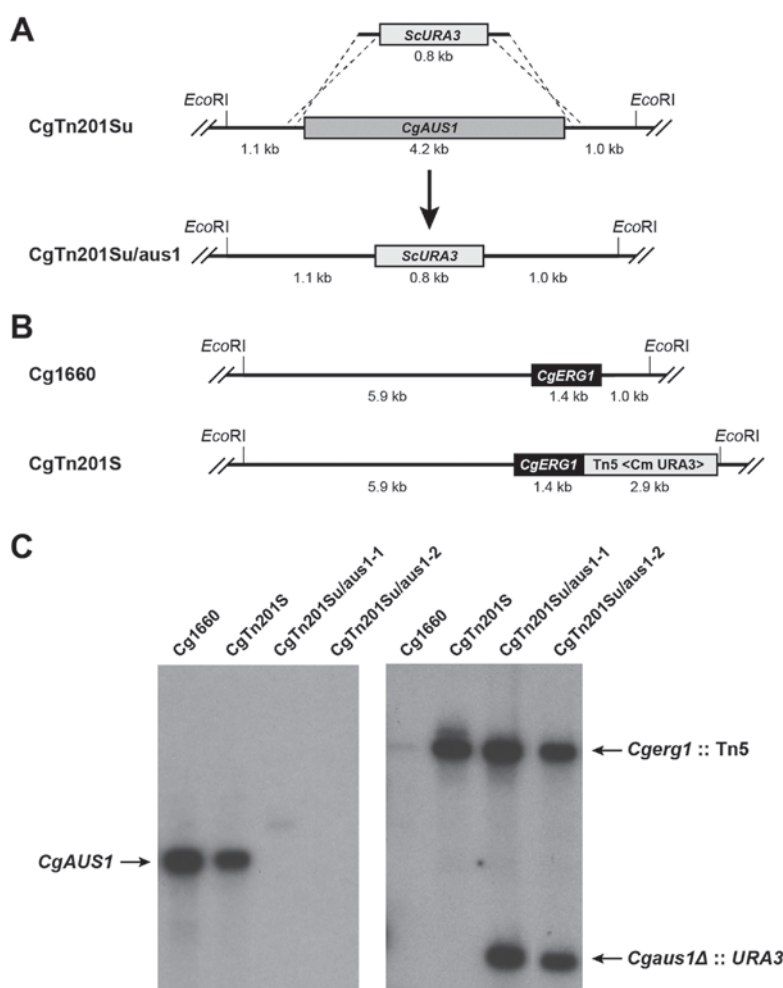 A
ScURA3
0.8 kb
EcoRI
EcoRI
CgTn201Su
CgAUS1
1.1 kb
4.2 kb
1.0 kb
EcoRI
EcoRI
CgTn201Su/aus1
ScURA3
1.1 kb
0.8 kb
1.0 kb
B
EcoRI
EcoRI
Cg1660
CgERG1
5.9 kb
1.4 kb
1.0 kb
EcoRI
EcoRI
CgTn201S
CgERG1
Tn5 <Cm URA3>
5.9 kb
1.4 kb
2.9 kb
C
Cg1660
CgTn201S
CgTn201Su/aus1-1
CgTn201Su/aus1-2
Cg1660
CgTn201S
CgTn201Su/aus1-1
CgTn201Su/aus1-2
Cgerg1 :: Tn5
CgAUS1
Cgaus1Δ :: URA3